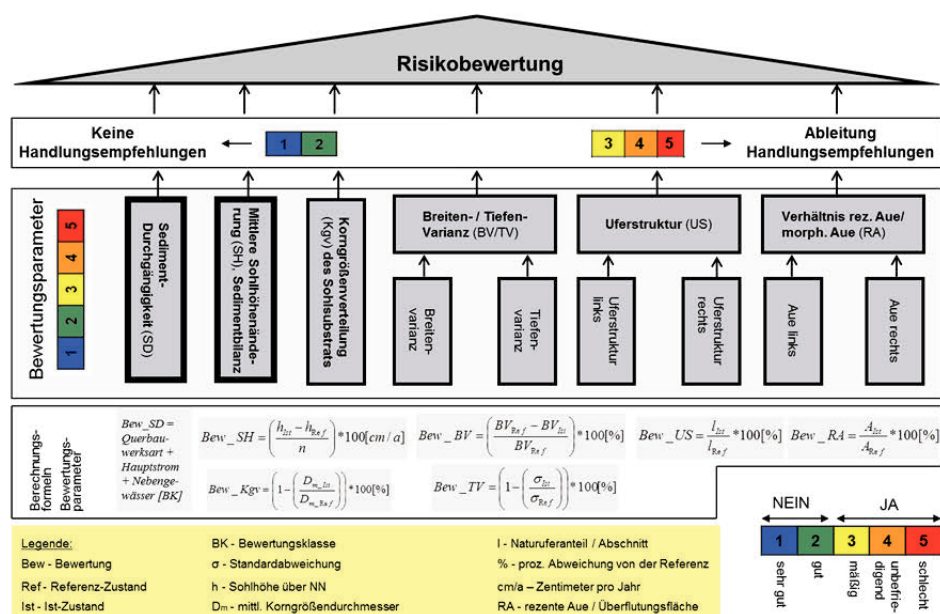 Risikobewertung
Keine
Handlungsempfehlungen
1 2
3 4 5
Ableitung
Handlungsempfehlungen
Bewertungsparameter
1 2 3 4 5
Sediment-
Durchgängigkeit (SD)
Mittlere Sohlhöhenände-
rung (SH), Sedimentbilanz
Korngrößenverteilung
(Kgv) des Sohlsubstrats
Breiten- / Tiefen-
Varianz (BV/TV)
Breiten-
varianz
Tiefen-
varianz
Uferstruktur (US)
Uferstruktur
links
Uferstruktur
rechts
Verhältnis rez. Aue/
morph. Aue (RA)
Aue links
Aue rechts
Berechnungs-
formeln
Bewertungs-
parameter
Bew_SD =
Querbau-
werksart +
Hauptstrom
+ Nebenge-
wässer [BK]
Bew_SH = ((h_Ist − h_Ref) / n) * 100[cm/a]
Bew_BV = ((BV_Ref − BV_Ist) / BV_Ref) * 100[%]
Bew_US = l_Ist / l_Ref * 100[%]
Bew_RA = A_Ist / A_Ref * 100[%]
Bew_Kgv = (1 − (D_m_Ist / D_m_Ref)) * 100[%]
Bew_TV = (1 − (σ_Ist / σ_Ref)) * 100[%]
Legende:
Bew - Bewertung
Ref - Referenz-Zustand
Ist - Ist-Zustand
BK - Bewertungsklasse
σ - Standardabweichung
h - Sohlhöhe über NN
Dm - mittl. Korngrößendurchmesser
l - Naturuferanteil / Abschnitt
% - proz. Abweichung von der Referenz
cm/a – Zentimeter pro Jahr
RA - rezente Aue / Überflutungsfläche
NEIN JA
1 2 3 4 5
sehr gut
gut
mäßig
unbefrie-
digend
schlecht